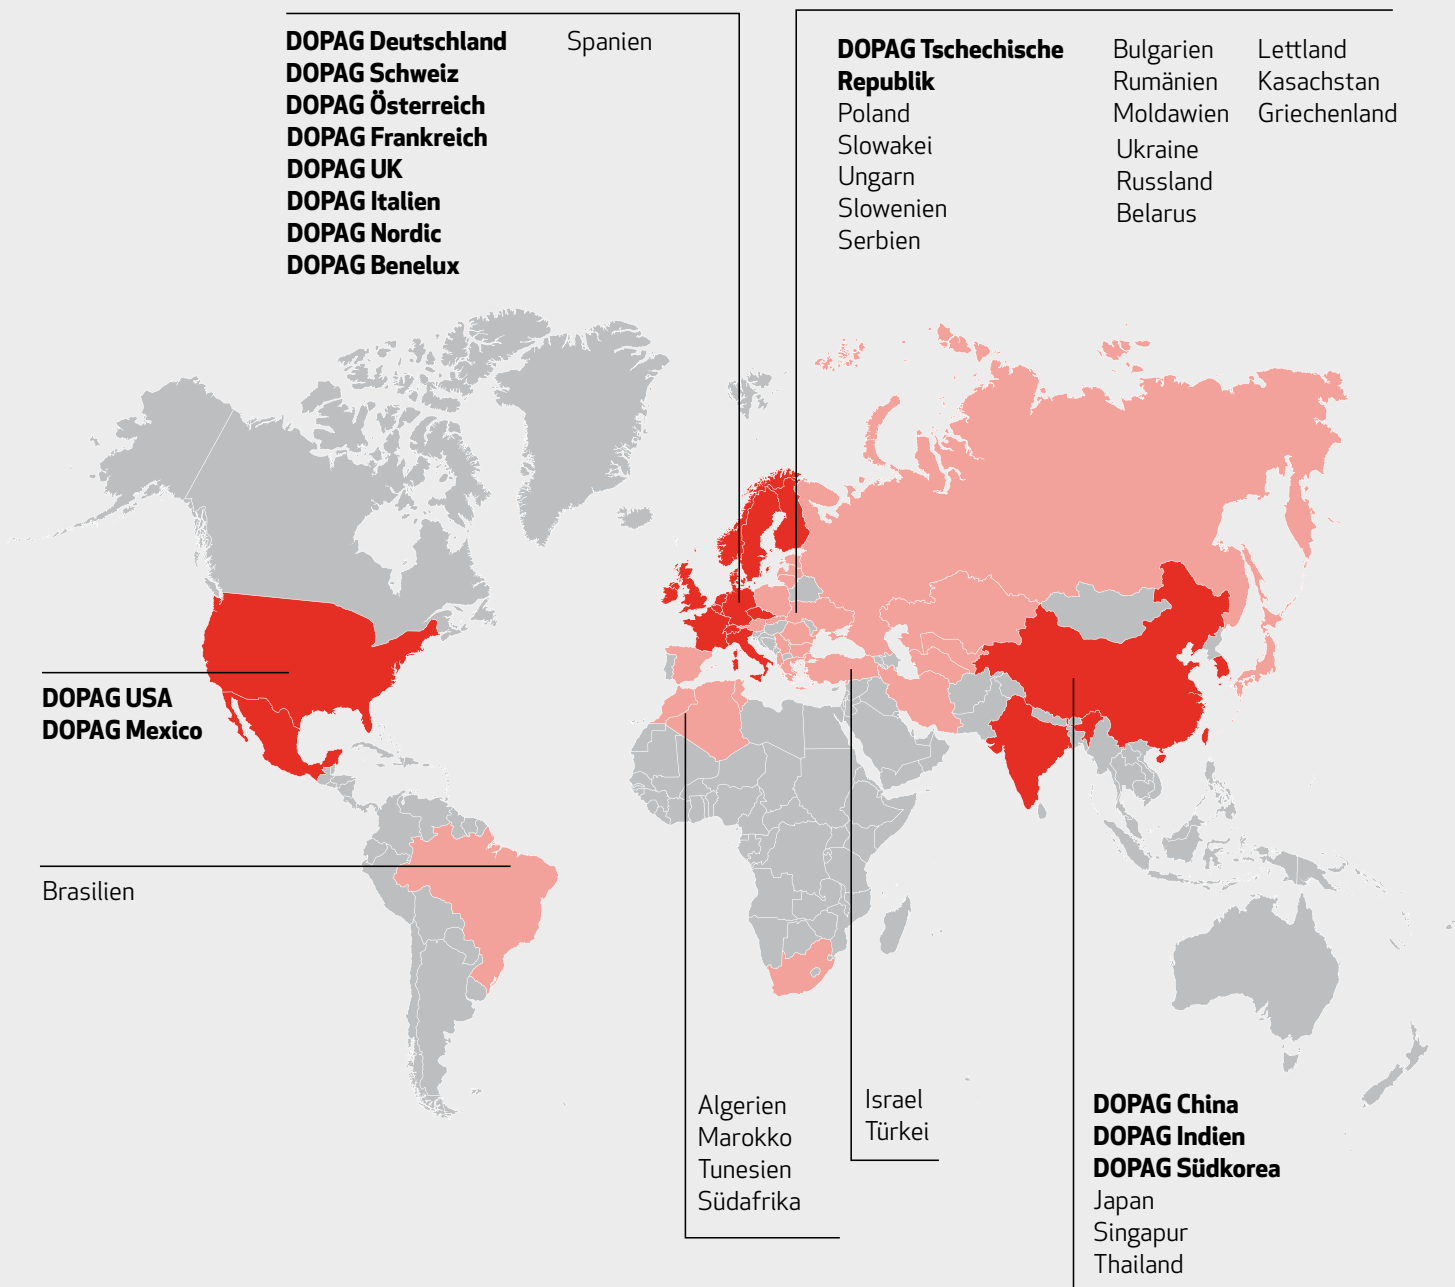 DOPAG Deutschland
DOPAG Schweiz
DOPAG Österreich
DOPAG Frankreich
DOPAG UK
DOPAG Italien
DOPAG Nordic
DOPAG Benelux
Spanien
DOPAG Tschechische
Republik
Poland
Slowakei
Ungarn
Slowenien
Serbien
Bulgarien
Rumänien
Moldawien
Ukraine
Russland
Belarus
Lettland
Kasachstan
Griechenland
DOPAG USA
DOPAG Mexico
Brasilien
Algerien
Marokko
Tunesien
Südafrika
Israel
Türkei
DOPAG China
DOPAG Indien
DOPAG Südkorea
Japan
Singapur
Thailand